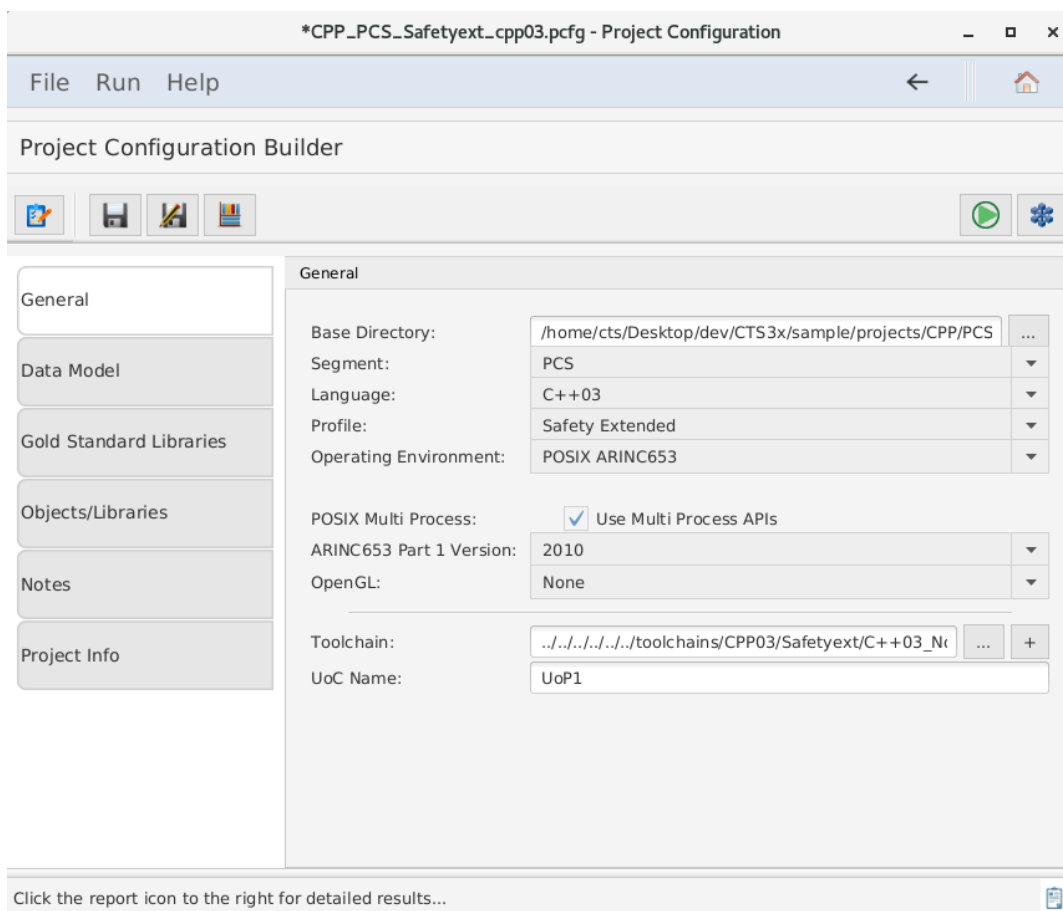 *CPP_PCS_Safetyext_cpp03.pcfg - Project Configuration
File Run Help
Project Configuration Builder
General
Data Model
Gold Standard Libraries
Objects/Libraries
Notes
Project Info
General
Base Directory: /home/cts/Desktop/dev/CTS3x/sample/projects/CPP/PCS ...
Segment: PCS
Language: C++03
Profile: Safety Extended
Operating Environment: POSIX ARINC653
POSIX Multi Process: Use Multi Process APIs
ARINC653 Part 1 Version: 2010
OpenGL: None
Toolchain: ../../../../../../toolchains/CPP03/Safetyext/C++03_No ... +
UoC Name: UoP1
Click the report icon to the right for detailed results...